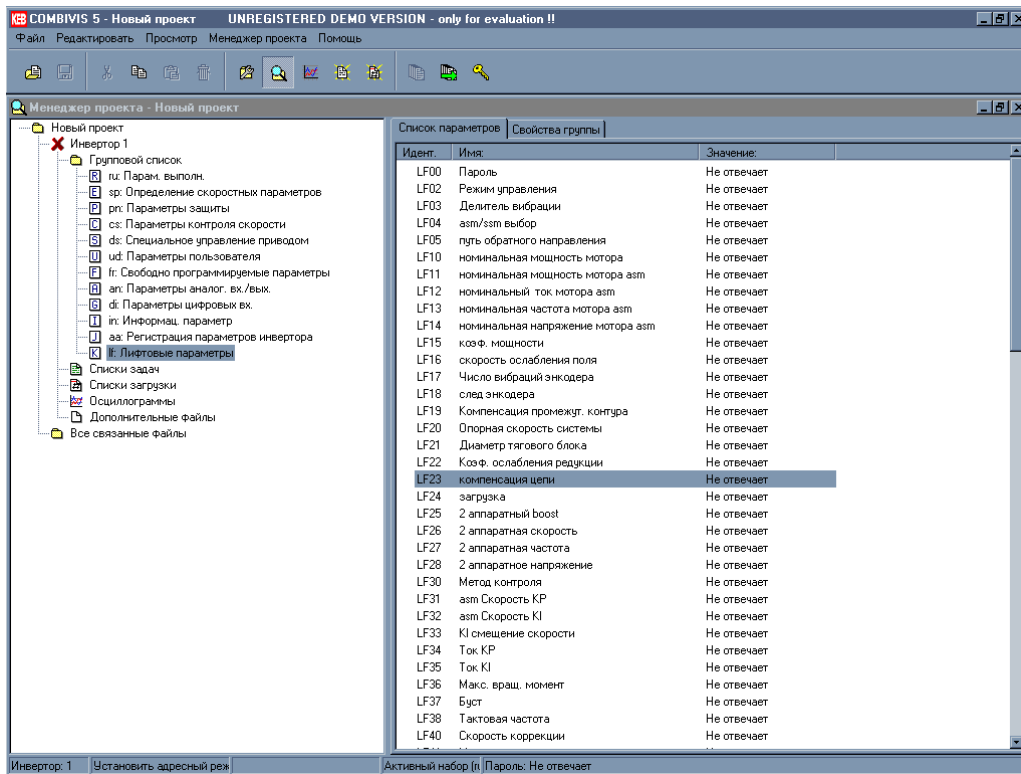 KEB COMBIVIS 5 - Новый проект UNREGISTERED DEMO VERSION - only for evaluation !!
Файл Редактировать Просмотр Менеджер проекта Помощь
Менеджер проекта - Новый проект
Новый проект
Инвертор 1
Групповой список
R ru: Парам. выполн.
E sp: Определение скоростных параметров
P pn: Параметры защиты
C cs: Параметры контроля скорости
S ds: Специальное управление приводом
U ud: Параметры пользователя
F fr: Свободно программируемые параметры
A an: Параметры аналог. вх./вых.
G di: Параметры цифровых вх.
I in: Информац. параметр
J aa: Регистрация параметров инвертора
K lf: Лифтовые параметры
Списки задач
Списки загрузки
Осциллограммы
Дополнительные файлы
Все связанные файлы
Список параметров Свойства группы
Идент. Имя: Значение:
LF00 Пароль Не отвечает
LF02 Режим управления Не отвечает
LF03 Делитель вибрации Не отвечает
LF04 asm/ssm выбор Не отвечает
LF05 путь обратного направления Не отвечает
LF10 номинальная мощность мотора Не отвечает
LF11 номинальная мощность мотора asm Не отвечает
LF12 номинальный ток мотора asm Не отвечает
LF13 номинальная частота мотора asm Не отвечает
LF14 номинальная напряжение мотора asm Не отвечает
LF15 коэф. мощности Не отвечает
LF16 скорость ослабления поля Не отвечает
LF17 Число вибраций энкодера Не отвечает
LF18 след энкодера Не отвечает
LF19 Компенсация промежут. контура Не отвечает
LF20 Опорная скорость системы Не отвечает
LF21 Диаметр тягового блока Не отвечает
LF22 Коэф. ослабления редукции Не отвечает
LF23 компенсация цепи Не отвечает
LF24 загрузка Не отвечает
LF25 2 аппаратный boost Не отвечает
LF26 2 аппаратная скорость Не отвечает
LF27 2 аппаратная частота Не отвечает
LF28 2 аппаратное напряжение Не отвечает
LF30 Метод контроля Не отвечает
LF31 asm Скорость KP Не отвечает
LF32 asm Скорость KI Не отвечает
LF33 KI смещение скорости Не отвечает
LF34 Ток KP Не отвечает
LF35 Ток KI Не отвечает
LF36 Макс. вращ. момент Не отвечает
LF37 Буст Не отвечает
LF38 Тактовая частота Не отвечает
LF40 Скорость коррекции Не отвечает
Инвертор: 1 Установить адресный реж Активный набор (ru Пароль: Не отвечает